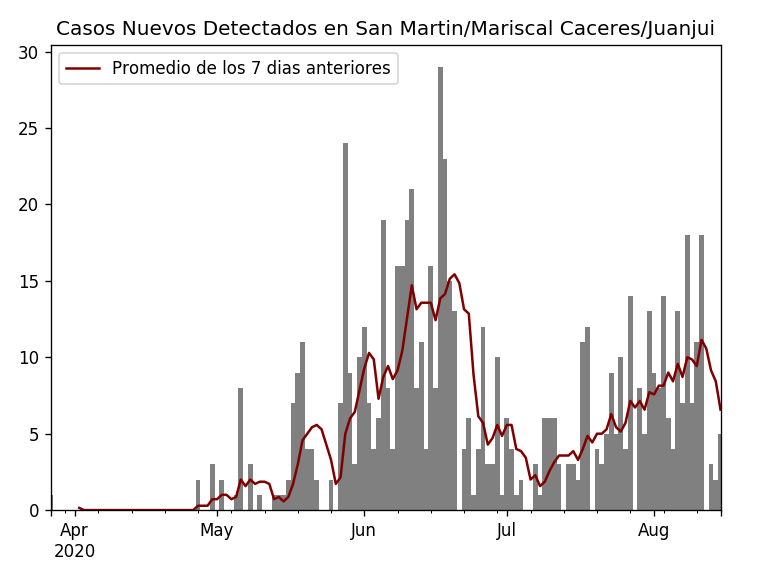 Casos Nuevos Detectados en San Martin/Mariscal Caceres/Juanjui
Promedio de los 7 dias anteriores
30
25
20
15
10
5
0
Apr May Jun Jul Aug
2020